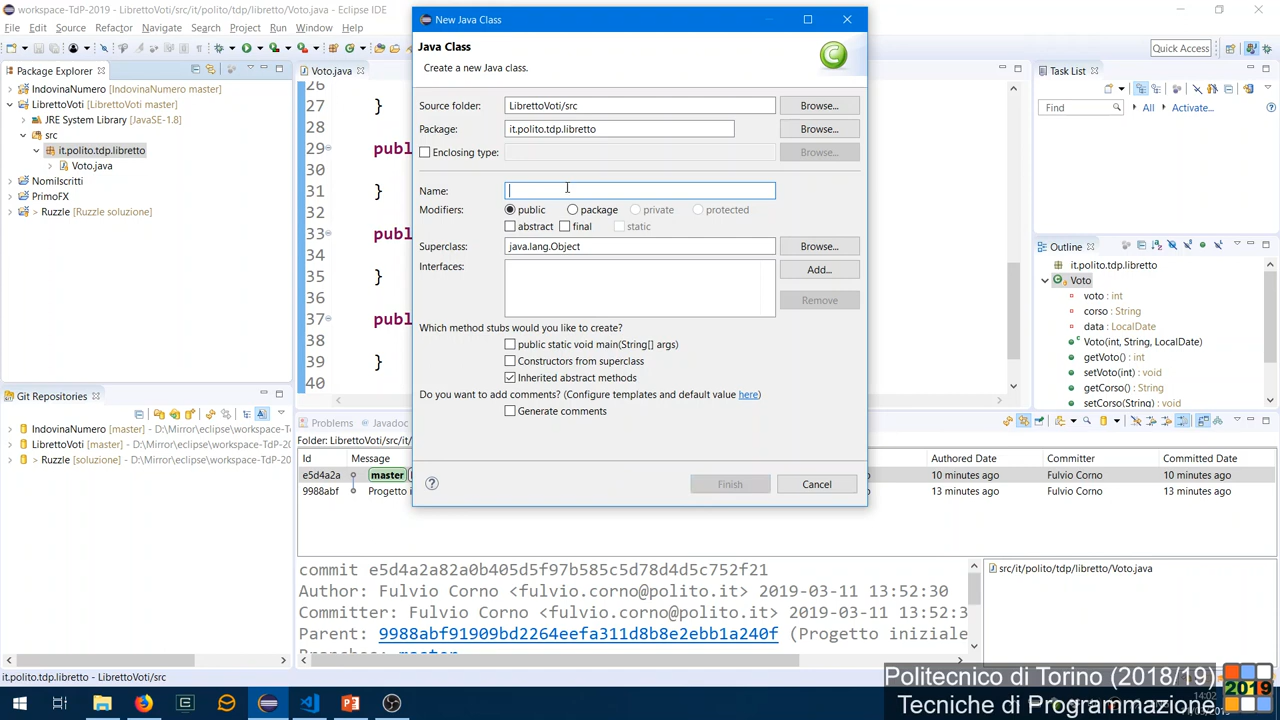 workspace-TdP-2019 - LibrettoVoti/src/it/polito/tdp/libretto/Voto.java - Eclipse IDE
File Edit Source Refactor Navigate Search Project Run Window Help
Quick Access
Package Explorer
IndovinaNumero [IndovinaNumero master]
LibrettoVoti [LibrettoVoti master]
JRE System Library [JavaSE-1.8]
src
it.polito.tdp.libretto
Voto.java
NomiIscritti
PrimoFX
> Ruzzle [Ruzzle soluzione]
Git Repositories
IndovinaNumero [master] - D:\Mirror\eclipse\workspace-TdP
LibrettoVoti [master] - D:\Mirror\eclipse\workspace-TdP-20
> Ruzzle [soluzione] - D:\Mirror\eclipse\workspace-TdP-2
it.polito.tdp.libretto - LibrettoVoti/src
Voto.java
26
27 }
28
29 publ
30
31 }
32
33 publ
34
35 }
36
37 publ
38
39 }
40
New Java Class
Java Class
Create a new Java class.
C
Source folder: LibrettoVoti/src Browse...
Package: it.polito.tdp.libretto Browse...
Enclosing type: Browse...
Name:
Modifiers: public package private protected
abstract final static
Superclass: java.lang.Object Browse...
Interfaces: Add...
Remove
Which method stubs would you like to create?
public static void main(String[] args)
Constructors from superclass
Inherited abstract methods
Do you want to add comments? (Configure templates and default value here)
Generate comments
? Finish Cancel
Task List
Find All Activate...
Outline
it.polito.tdp.libretto
Voto
voto : int
corso : String
data : LocalDate
Voto(int, String, LocalDate)
getVoto() : int
setVoto(int) : void
getCorso() : String
setCorso(String) : void
Problems Javadoc
Folder: LibrettoVoti/src/it/
Id Message Authored Date Committer Committed Date
e5d4a2a master 10 minutes ago Fulvio Corno 10 minutes ago
9988abf Progetto i 13 minutes ago Fulvio Corno 13 minutes ago
commit e5d4a2a82a0b405d5f97b585c5d78d4d5c752f21
Author: Fulvio Corno <fulvio.corno@polito.it> 2019-03-11 13:52:30
Committer: Fulvio Corno <fulvio.corno@polito.it> 2019-03-11 13:52:3
Parent: 9988abf91909bd2264eefa311d8b8e2ebb1a240f (Progetto iniziale
src/it/polito/tdp/libretto/Voto.java
Politecnico di Torino (2018/19)
Tecniche di Programmazione
2019
14:02